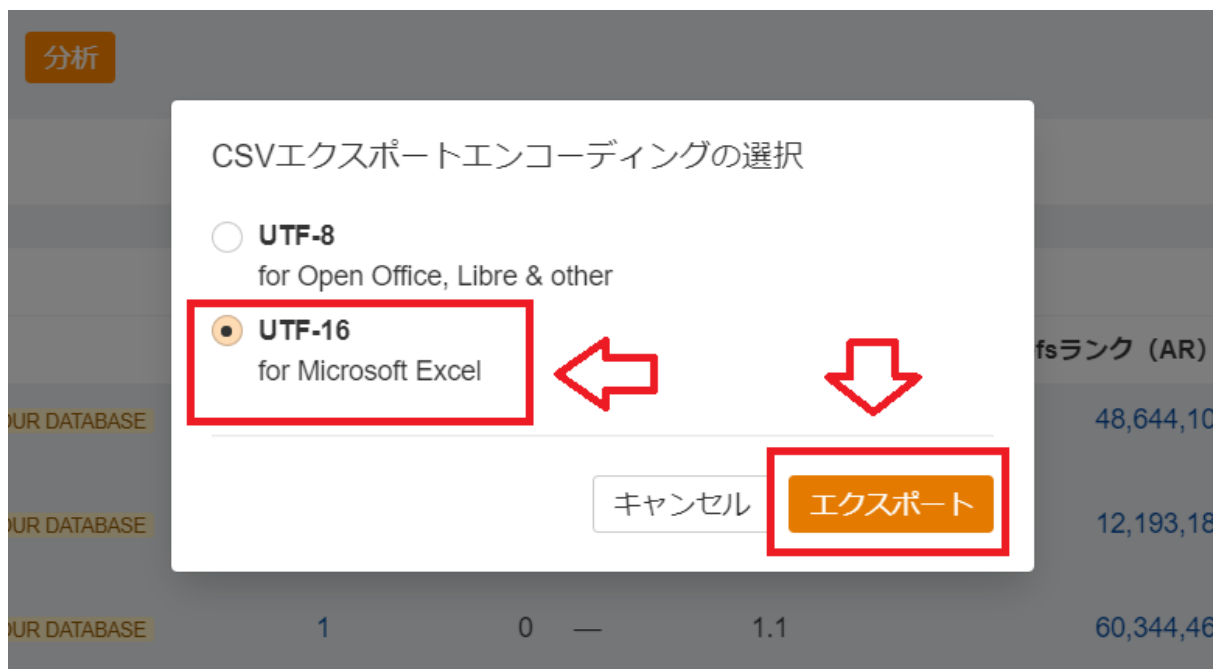 分析
CSVエクスポートエンコーディングの選択
UTF-8
for Open Office, Libre & other
UTF-16
for Microsoft Excel
fsランク（AR）
OUR DATABASE
48,644,10
キャンセル
エクスポート
OUR DATABASE
12,193,18
OUR DATABASE 1 0 — 1.1 60,344,46